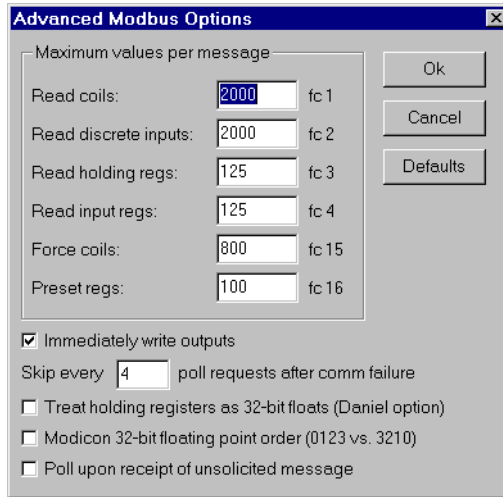 Advanced Modbus Options
Maximum values per message
Ok
Read coils: 2000 fc 1
Cancel
Read discrete inputs: 2000 fc 2
Defaults
Read holding regs: 125 fc 3
Read input regs: 125 fc 4
Force coils: 800 fc 15
Preset regs: 100 fc 16
Immediately write outputs
Skip every 4 poll requests after comm failure
Treat holding registers as 32-bit floats (Daniel option)
Modicon 32-bit floating point order (0123 vs. 3210)
Poll upon receipt of unsolicited message